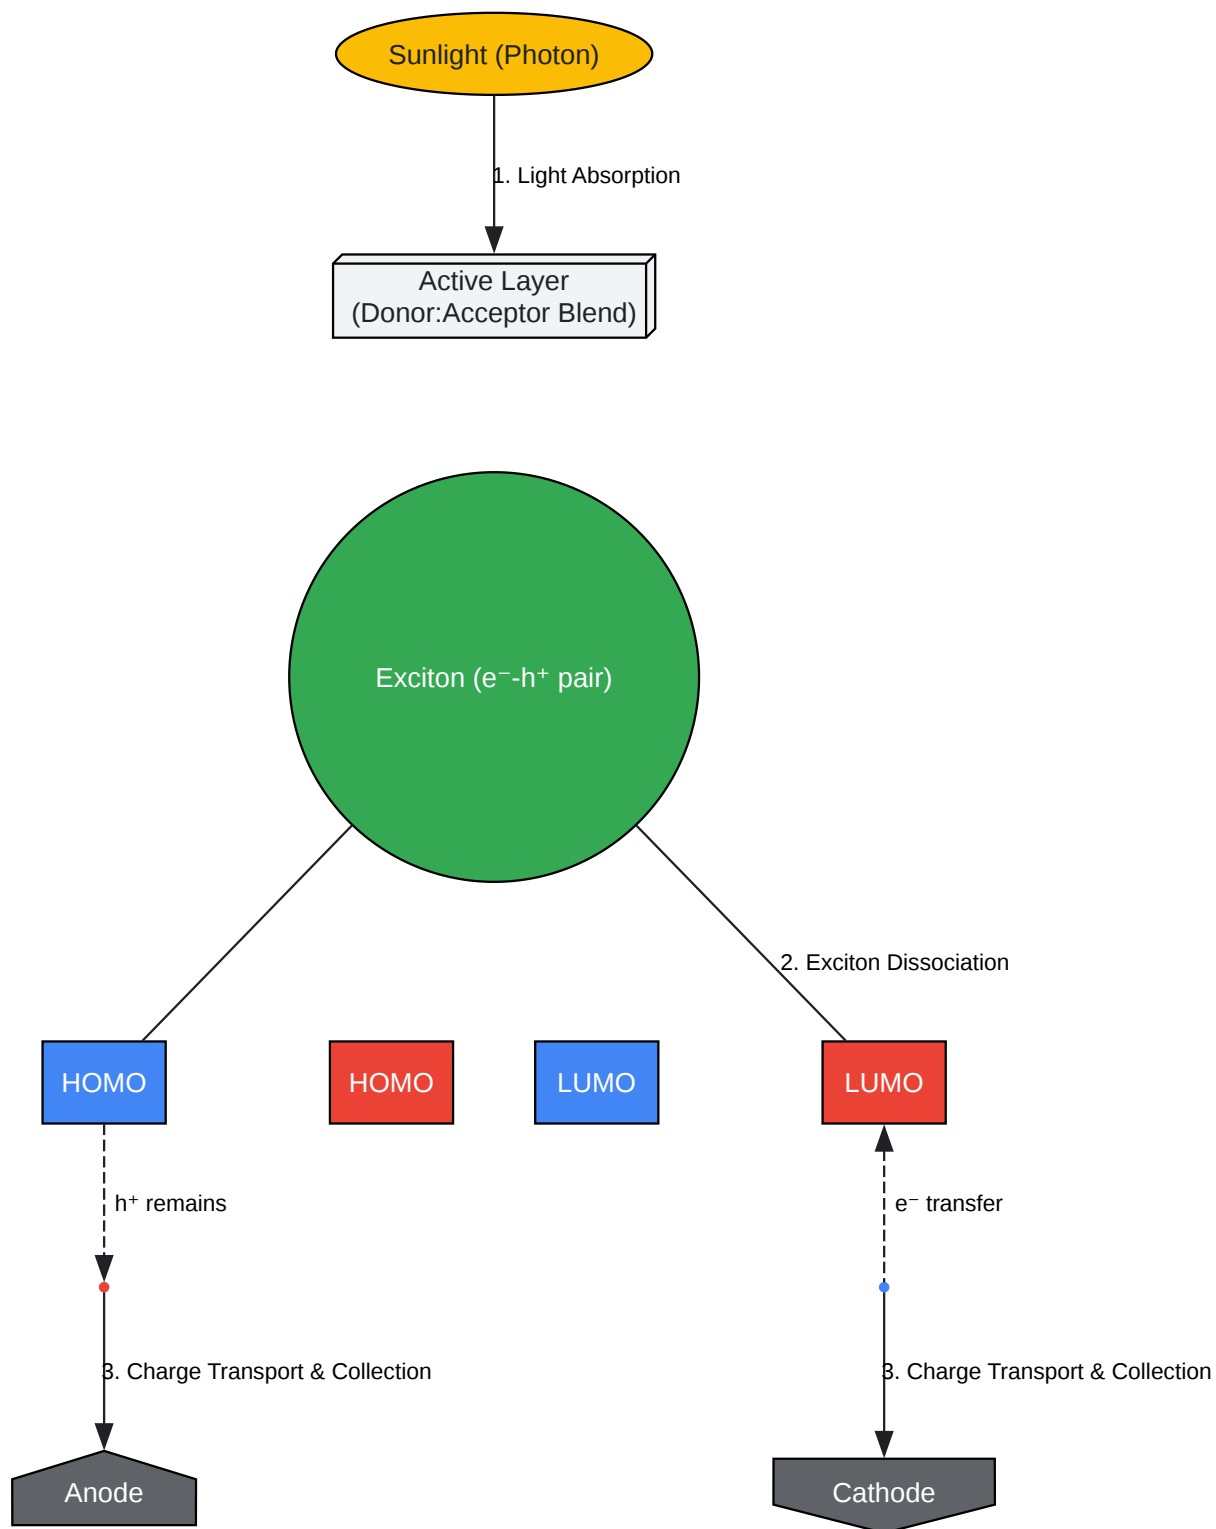 Sunlight (Photon)
1. Light Absorption
Active Layer
(Donor:Acceptor Blend)
Exciton (e⁻-h⁺ pair)
2. Exciton Dissociation
HOMO
HOMO
LUMO
LUMO
h⁺ remains
e⁻ transfer
3. Charge Transport & Collection
3. Charge Transport & Collection
Anode
Cathode